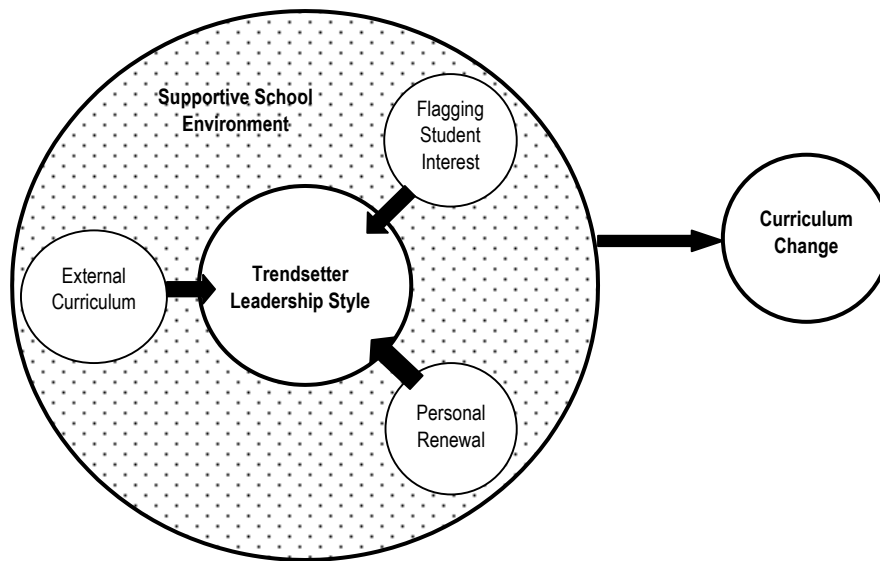 Supportive School
Environment
Flagging
Student
Interest
Curriculum
Change
External
Curriculum
Trendsetter
Leadership Style
Personal
Renewal